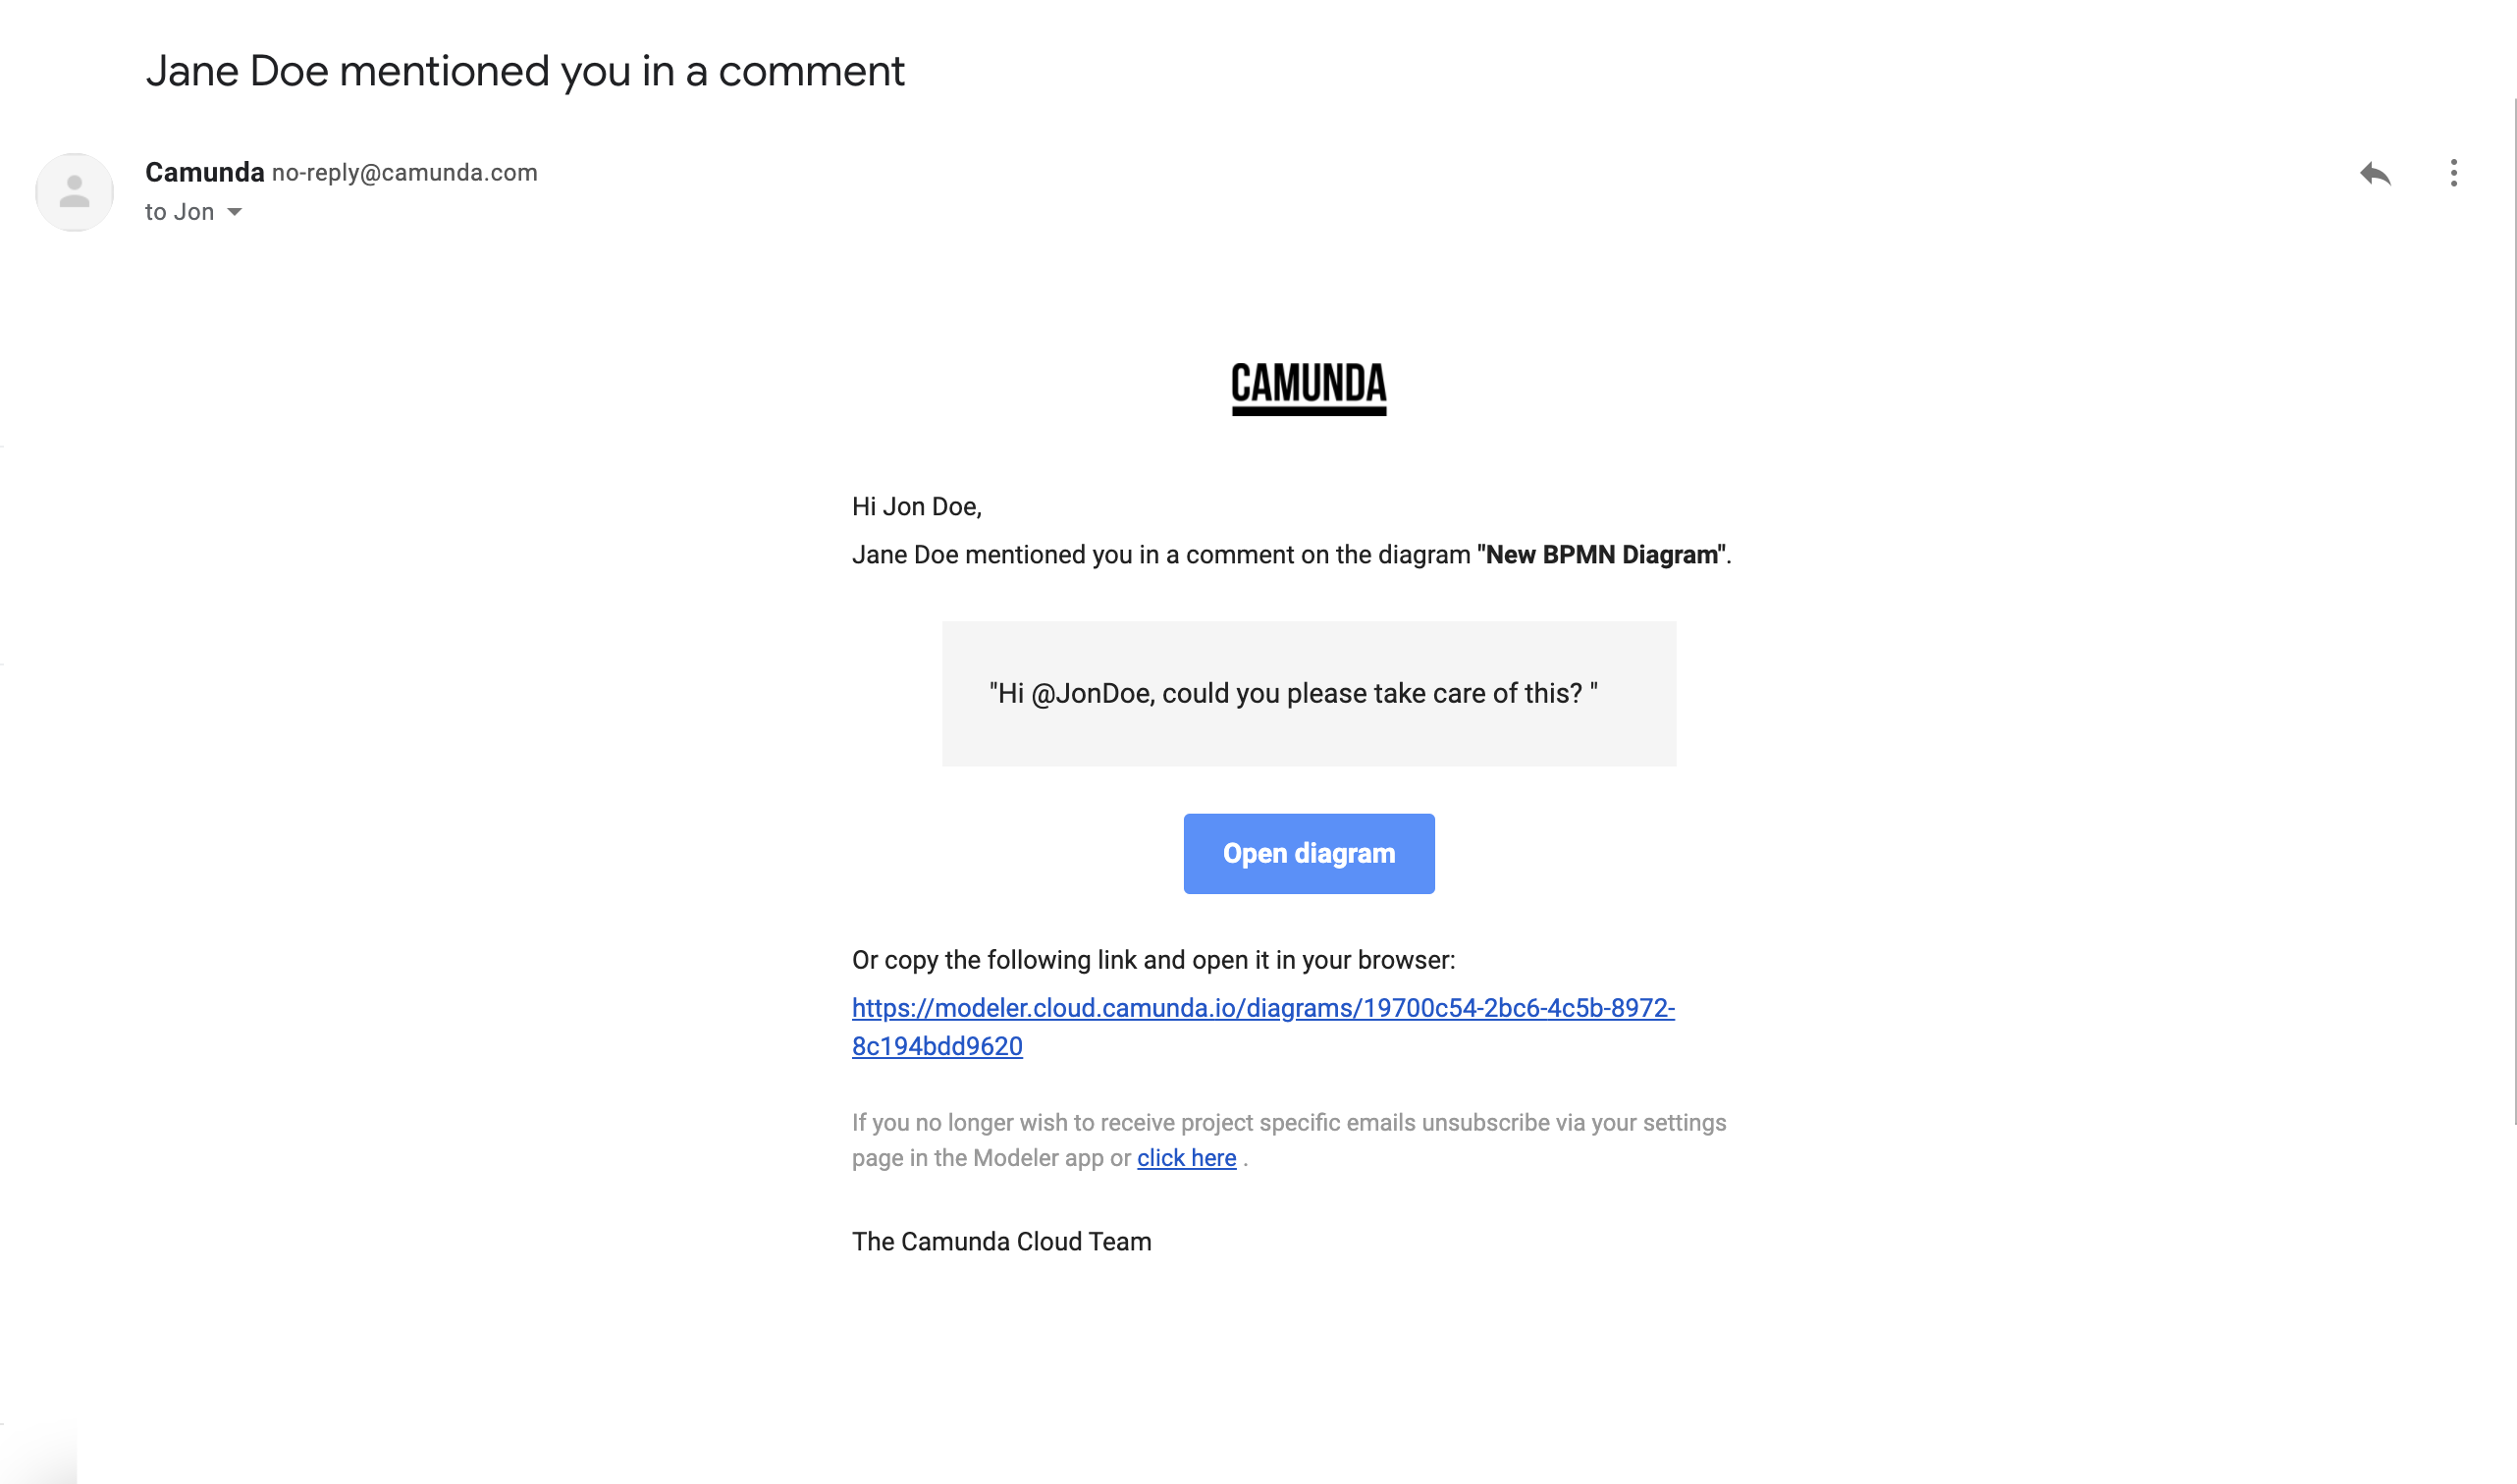 Jane Doe mentioned you in a comment
Camunda no-reply@camunda.com
to Jon
CAMUNDA
Hi Jon Doe,
Jane Doe mentioned you in a comment on the diagram "New BPMN Diagram".
"Hi @JonDoe, could you please take care of this? "
Open diagram
Or copy the following link and open it in your browser:
https://modeler.cloud.camunda.io/diagrams/19700c54-2bc6-4c5b-8972-
8c194bdd9620
If you no longer wish to receive project specific emails unsubscribe via your settings
page in the Modeler app or click here .
The Camunda Cloud Team